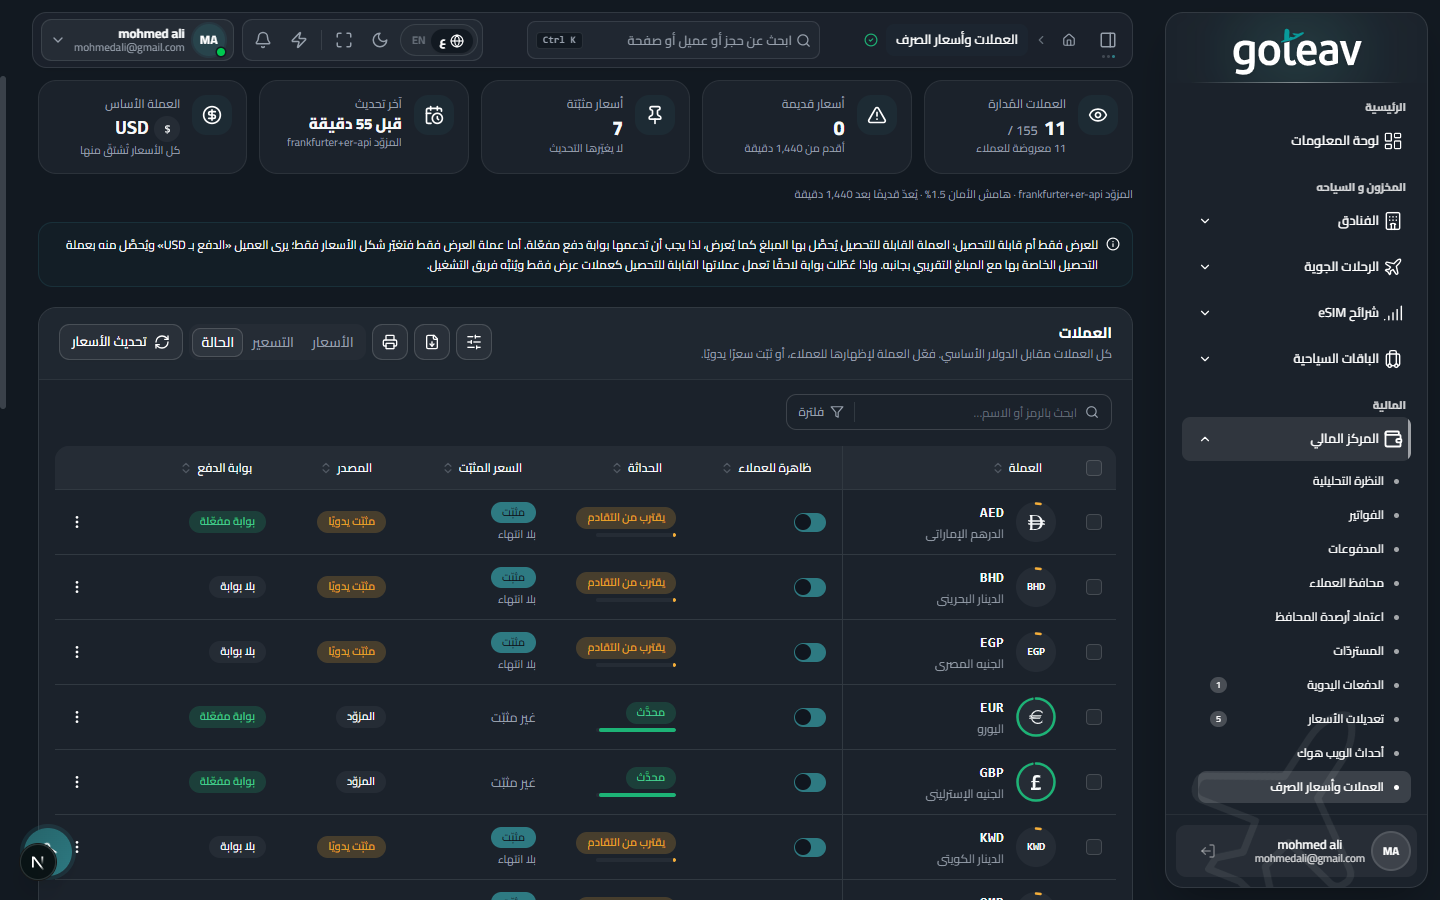 goleav
الرئيسية
لوحة المعلومات
المخزون و السياحه
الفنادق
الرحلات الجوية
شرائح eSIM
الباقات السياحية
المالية
المركز المالي
النظرة التحليلية
الفواتير
المدفوعات
محافظ العملاء
اعتماد أرصدة المحافظ
المستردّات
الدفعات اليدوية 1
تعديلات الأسعار 5
أحداث الويب هوك
العملات وأسعار الصرف
MA
mohmed ali
mohmedali@gmail.com
العملات وأسعار الصرف
ابحث عن حجز أو عميل أو صفحة
Ctrl K
ع EN
MA
mohmed ali
mohmedali@gmail.com
العملات المُدارة
11 / 155
11 معروضة للعملاء
أسعار قديمة
0
أقدم من 1,440 دقيقة
أسعار مثبّتة
7
لا يغيّرها التحديث
آخر تحديث
قبل 55 دقيقة
المزوّد frankfurter+er-api
العملة الأساس
$ USD
كل الأسعار تُشتق منها
المزوّد frankfurter+er-api · هامش الأمان 1.5% · يُعدّ قديمًا بعد 1,440 دقيقة
للعرض فقط أم قابلة للتحصيل: العملة القابلة للتحصيل يُحصَّل بها المبلغ كما يُعرض، لذا يجب أن تدعمها بوابة دفع مفعّلة. أما عملة العرض فقط فتغيّر شكل الأسعار فقط؛ يرى العميل «الدفع بـ USD» ويُحصَّل منه بعملة
التحصيل الخاصة بها مع المبلغ التقريبي بجانبه. وإذا عُطّلت بوابة لاحقًا تعمل عملاتها القابلة للتحصيل كعملات عرض فقط ويُنبَّه فريق التشغيل.
العملات
كل العملات مقابل الدولار الأساسي. فعّل العملة لإظهارها للعملاء، أو ثبّت سعرًا يدويًا.
الأسعار التسعير الحالة
تحديث الأسعار
ابحث بالرمز أو الاسم...
فلترة
العملة ظاهرة للعملاء الحداثة السعر المثبّت المصدر بوابة الدفع
AED يقترب من التقادم مثبّت مثبّت يدويًا بوابة مفعّلة
الدرهم الإماراتي بلا انتهاء
BHD BHD يقترب من التقادم مثبّت مثبّت يدويًا بلا بوابة
الدينار البحريني بلا انتهاء
EGP EGP يقترب من التقادم مثبّت مثبّت يدويًا بلا بوابة
الجنيه المصري بلا انتهاء
€ EUR محدَّث غير مثبّت المزوّد بوابة مفعّلة
اليورو
£ GBP محدَّث غير مثبّت المزوّد بوابة مفعّلة
الجنيه الإسترليني
KWD KWD يقترب من التقادم مثبّت مثبّت يدويًا بلا بوابة
الدينار الكويتي بلا انتهاء
N